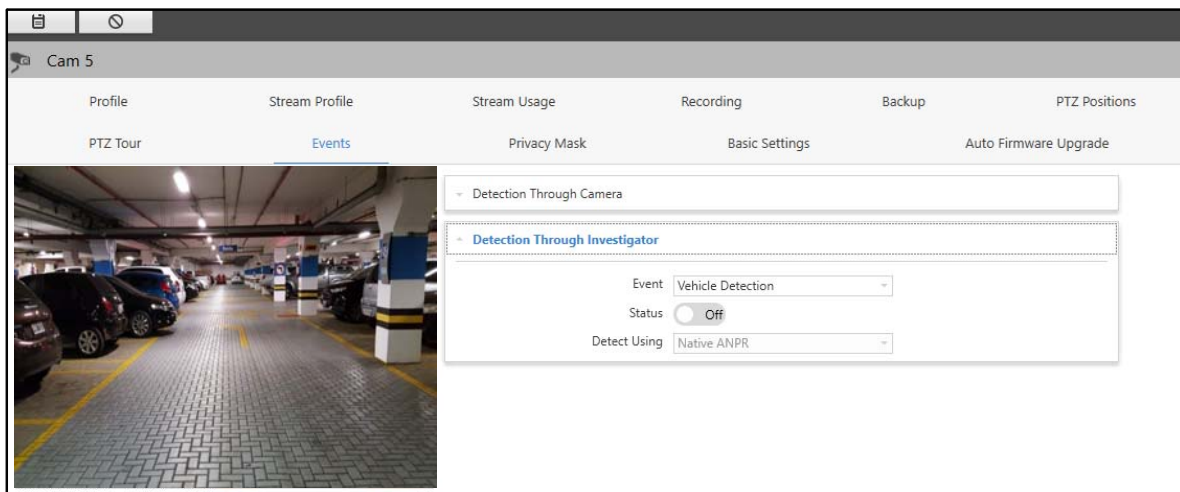 Cam 5
Profile Stream Profile Stream Usage Recording Backup PTZ Positions
PTZ Tour Events Privacy Mask Basic Settings Auto Firmware Upgrade
Detection Through Camera
Detection Through Investigator
Event Vehicle Detection
Status Off
Detect Using Native ANPR